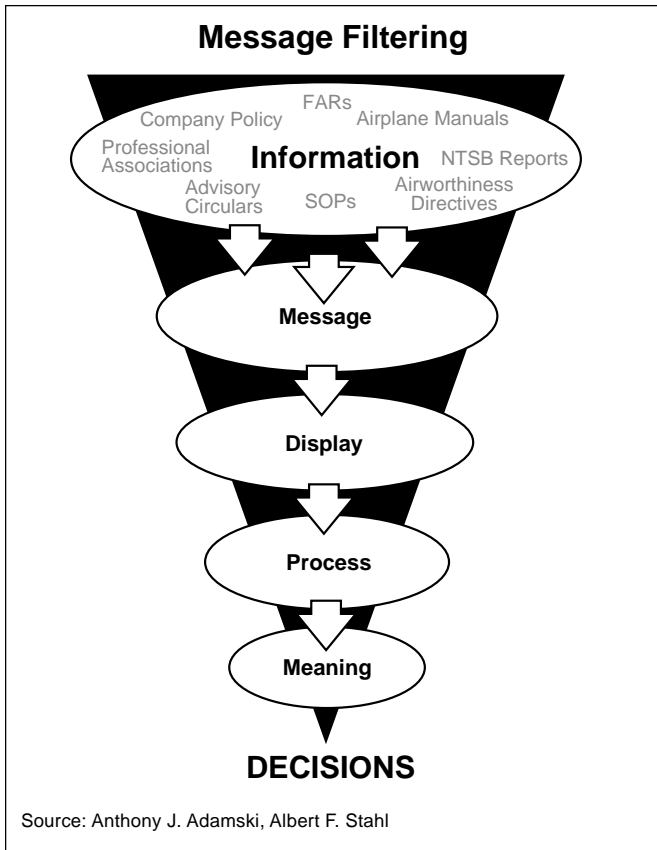 Message Filtering
FARs
Company Policy
Airplane Manuals
Professional
Associations
Information
NTSB Reports
Advisory
Circulars
SOPs
Airworthiness
Directives
Message
Display
Process
Meaning
DECISIONS
Source: Anthony J. Adamski, Albert F. Stahl